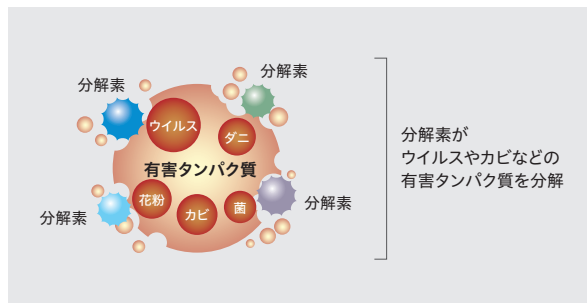 分解素
分解素
ウイルス
ダニ
有害タンパク質
花粉
カビ
菌
分解素
分解素
分解素が
ウイルスやカビなどの
有害タンパク質を分解